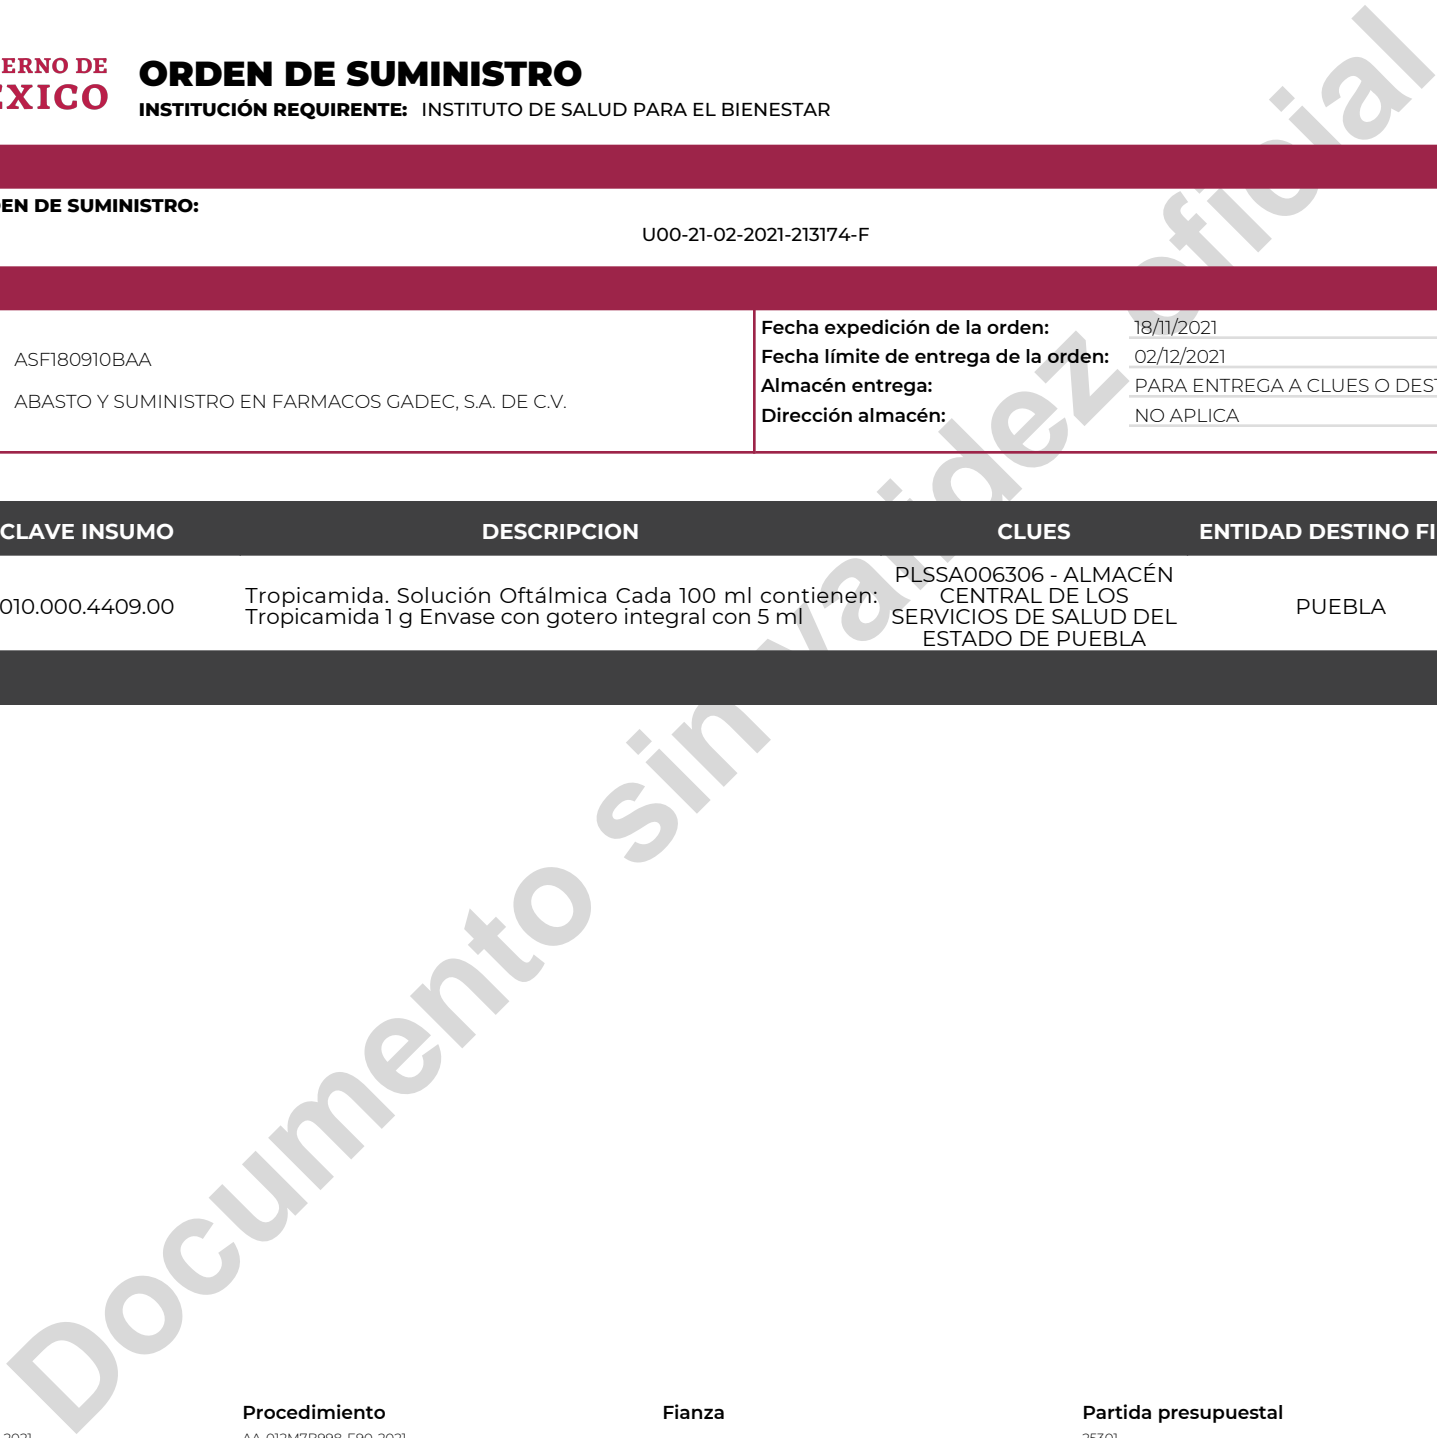 ERNO DE
EXICO
ORDEN DE SUMINISTRO
INSTITUCIÓN REQUIRENTE: INSTITUTO DE SALUD PARA EL BIENESTAR
EN DE SUMINISTRO:
U00-21-02-2021-213174-F
ASF180910BAA
ABASTO Y SUMINISTRO EN FARMACOS GADEC, S.A. DE C.V.
Fecha expedición de la orden: 18/11/2021
Fecha límite de entrega de la orden: 02/12/2021
Almacén entrega: PARA ENTREGA A CLUES O DEST
Dirección almacén: NO APLICA
CLAVE INSUMO DESCRIPCION CLUES ENTIDAD DESTINO FI
010.000.4409.00
Tropicamida. Solución Oftálmica Cada 100 ml contienen:
Tropicamida 1 g Envase con gotero integral con 5 ml
PLSSA006306 - ALMACÉN
CENTRAL DE LOS
SERVICIOS DE SALUD DEL
ESTADO DE PUEBLA
PUEBLA
Documento sin validez oficial
Procedimiento Fianza Partida presupuestal